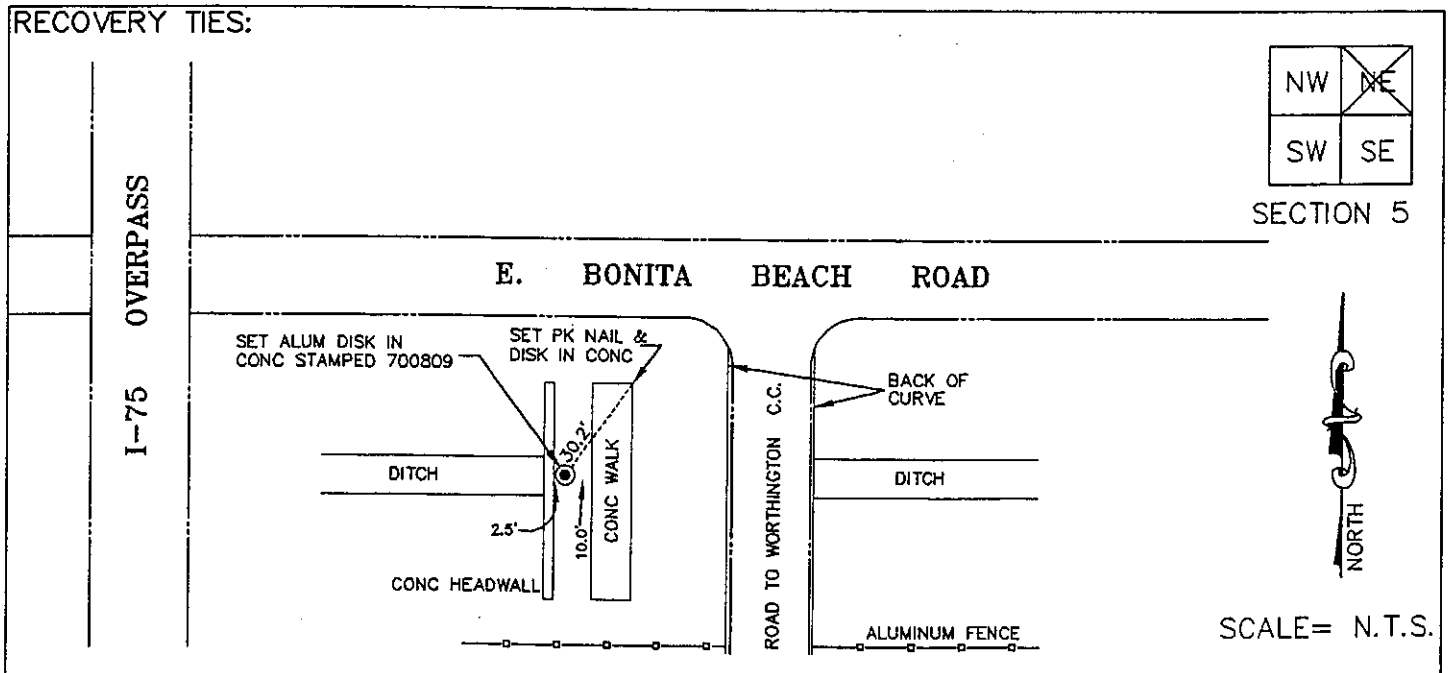 RECOVERY TIES:
NW NE
SW SE
SECTION 5
I-75 OVERPASS
E. BONITA BEACH ROAD
SET ALUM DISK IN
CONC STAMPED 700809
SET PK NAIL &
DISK IN CONC
BACK OF
CURVE
ROAD TO WORTHINGTON C.C.
30.2'
CONC WALK
DITCH
DITCH
2.5'
10.0'
CONC HEADWALL
ALUMINUM FENCE
NORTH
SCALE= N.T.S.